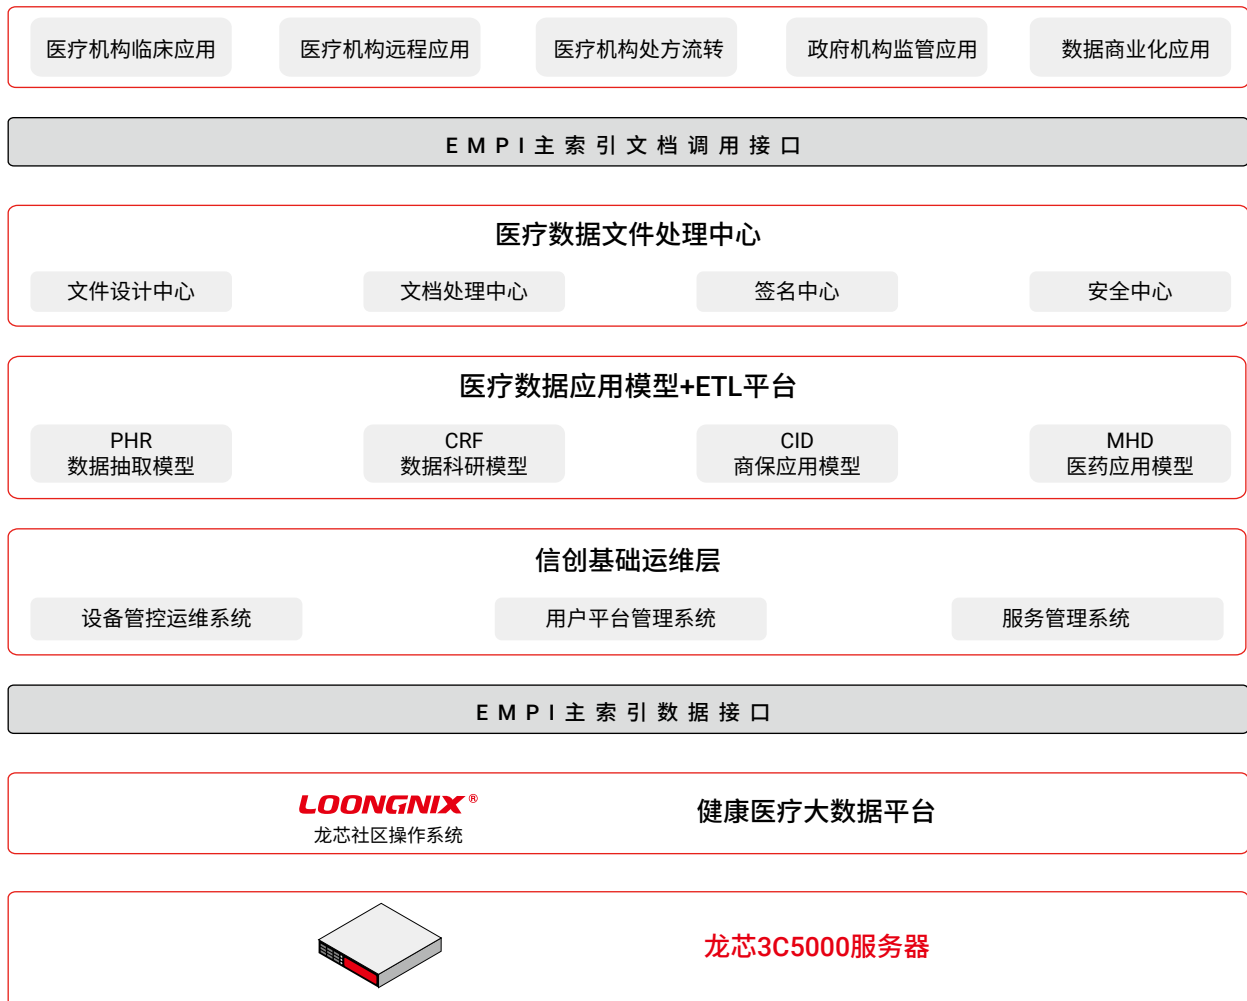 医疗机构临床应用
医疗机构远程应用
医疗机构处方流转
政府机构监管应用
数据商业化应用
EMPI主索引文档调用接口
医疗数据文件处理中心
文件设计中心
文档处理中心
签名中心
安全中心
医疗数据应用模型+ETL平台
PHR
数据抽取模型
CRF
数据科研模型
CID
商保应用模型
MHD
医药应用模型
信创基础运维层
设备管控运维系统
用户平台管理系统
服务管理系统
EMPI主索引数据接口
LOONGNIX®
龙芯社区操作系统
健康医疗大数据平台
龙芯3C5000服务器